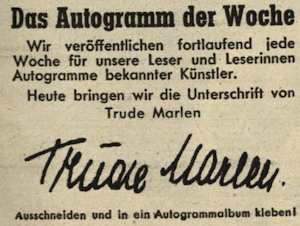 Das Autogramm der Woche
Wir veröffentlichen fortlaufend jede
Woche für unsere Leser und Leserinnen
Autogramme bekannter Künstler.
Heute bringen wir die Unterschrift von
Trude Marlen
Trude Marlen.
Ausschneiden und in ein Autogrammalbum kleben!